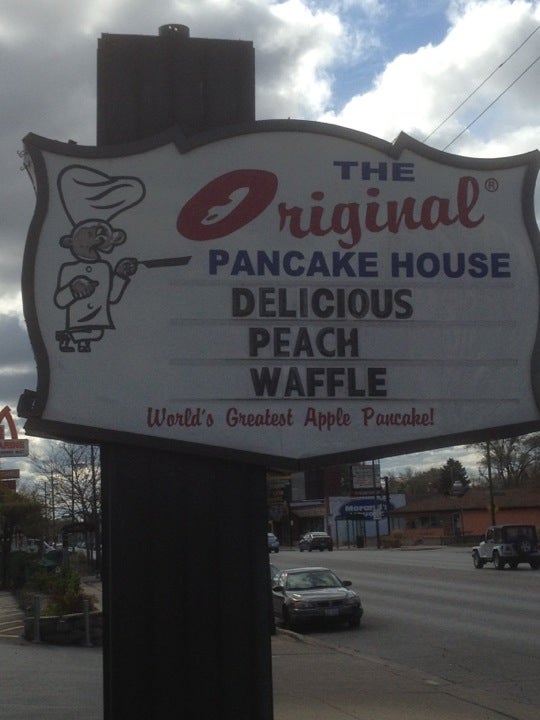 THE
Original®
PANCAKE HOUSE
DELICIOUS
PEACH
WAFFLE
World's Greatest Apple Pancake!